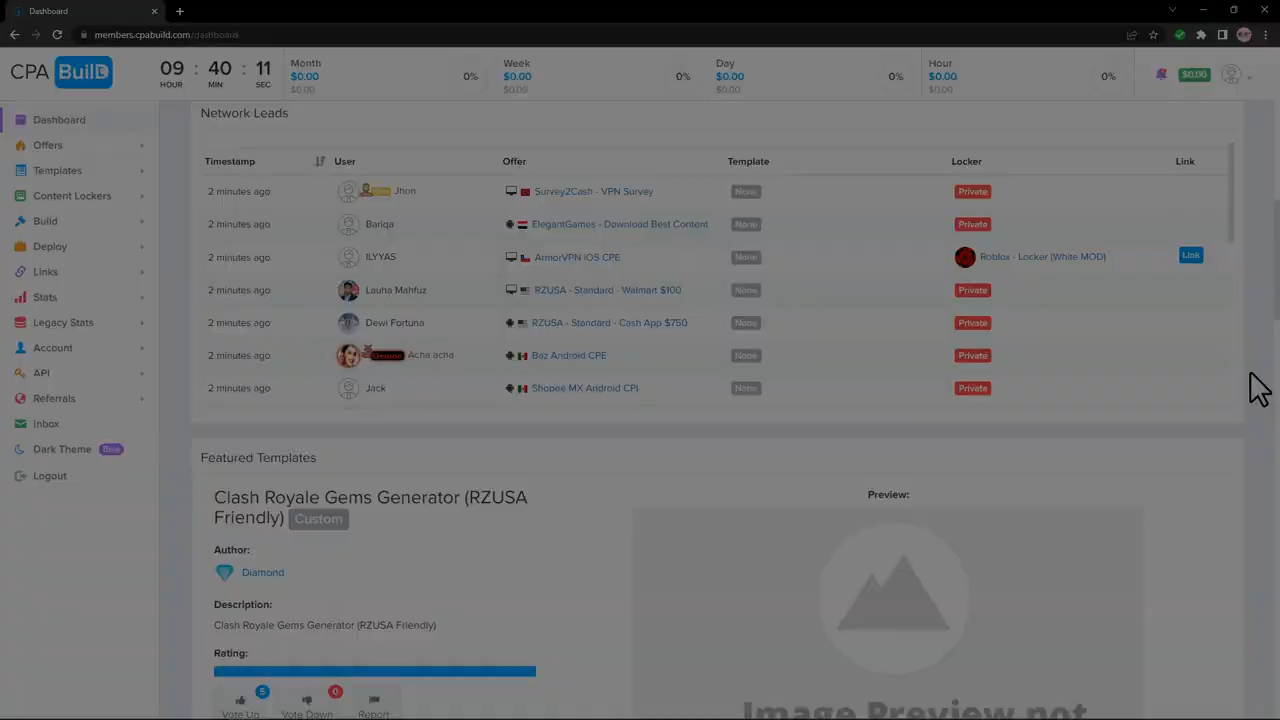 Dashboard
members.cpabuild.com/dashboard
CPA BuilD
09 : 40 : 11
HOUR MIN SEC
Month
$0.00 0%
$0.00
Week
$0.00 0%
$0.00
Day
$0.00 0%
$0.00
Hour
$0.00 0%
$0.00
$0.00
Dashboard
Offers
Templates
Content Lockers
Build
Deploy
Links
Stats
Legacy Stats
Account
API
Referrals
Inbox
Dark Theme Beta
Logout
Network Leads
Timestamp User Offer Template Locker Link
2 minutes ago Jhon Survey2Cash - VPN Survey None Private
2 minutes ago Bariqa ElegantGames - Download Best Content None Private
2 minutes ago ILYYAS ArmorVPN iOS CPE None Roblox - Locker (White MOD) Link
2 minutes ago Lauha Mahfuz RZUSA - Standard - Walmart $100 None Private
2 minutes ago Dewi Fortuna RZUSA - Standard - Cash App $750 None Private
2 minutes ago Demon Acha acha Baz Android CPE None Private
2 minutes ago Jack Shopee MX Android CPI None Private
Featured Templates
Clash Royale Gems Generator (RZUSA
Friendly) Custom
Author:
Diamond
Description:
Clash Royale Gems Generator (RZUSA Friendly)
Rating:
5 0
Vote Up Vote Down Report
Preview:
Image Preview not